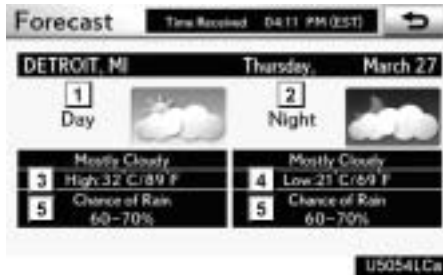 Forecast Time Received 04:11 PM (EST)
DETROIT, MI Thursday, March 27
1 2
Day Night
Mostly Cloudy Mostly Cloudy
3 High:32°C/89°F 4 Low:21°C/69°F
5 Chance of Rain 5 Chance of Rain
60-70% 60-70%
U5054LCa